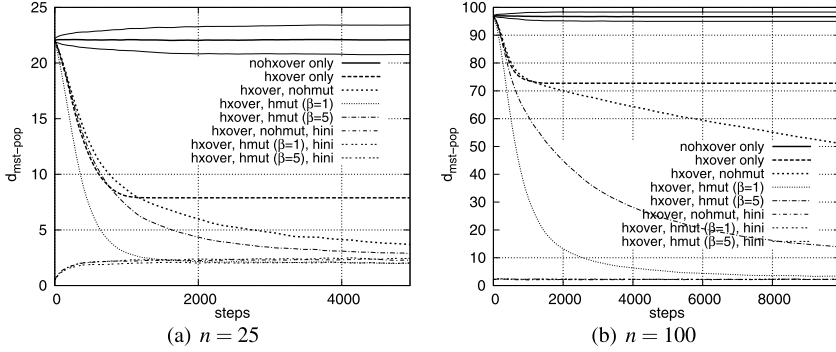 25
20
15
10
5
0
d_mst−pop
0
2000
4000
steps
nohxover only
hxover only
hxover, nohmut
hxover, hmut (β=1)
hxover, hmut (β=5)
hxover, nohmut, hini
hxover, hmut (β=1), hini
hxover, hmut (β=5), hini
(a) n = 25
100
90
80
70
60
50
40
30
20
10
0
d_mst−pop
0
2000
4000
6000
8000
steps
nohxover only
hxover only
hxover, nohmut
hxover, hmut (β=1)
hxover, hmut (β=5)
hxover, nohmut, hini
hxover, hmut (β=1), hini
hxover, hmut (β=5), hini
(b) n = 100